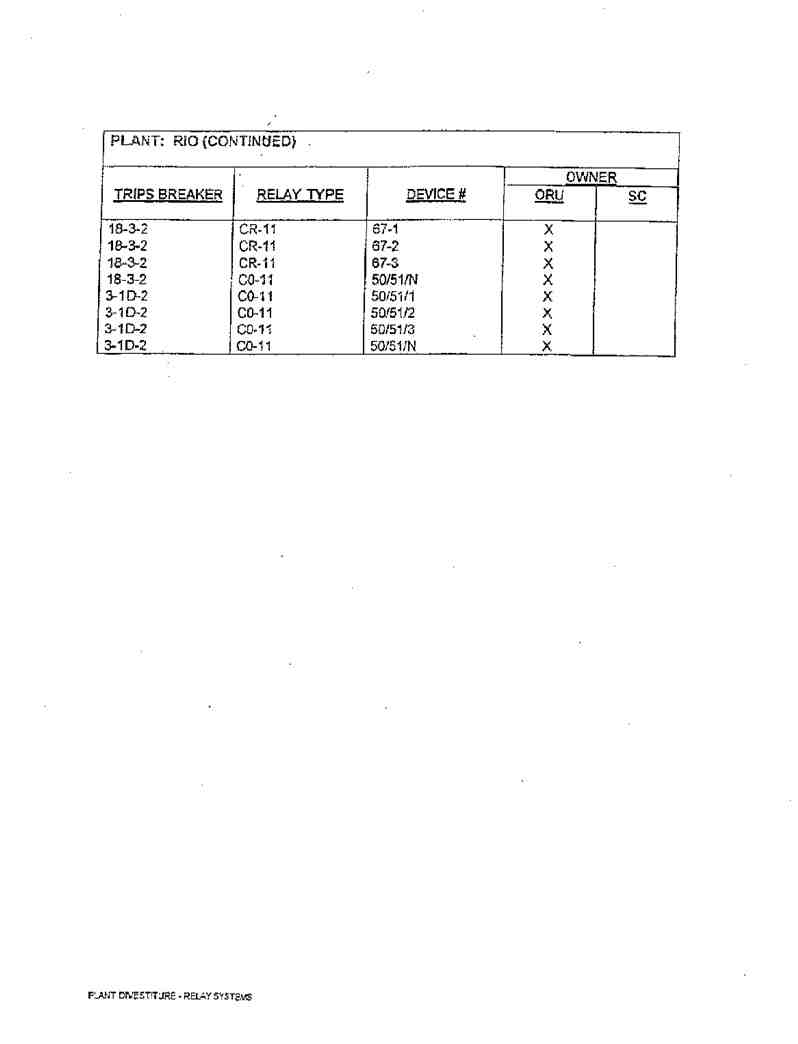 PLANT: RIO (CONTINUED)
OWNER
TRIPS BREAKER RELAY TYPE DEVICE # ORU SC
18-3-2 CR-11 67-1 X
18-3-2 CR-11 67-2 X
18-3-2 CR-11 67-3 X
18-3-2 C0-11 50/51/N X
3-1D-2 C0-11 50/51/1 X
3-1D-2 C0-11 50/51/2 X
3-1D-2 C0-11 50/51/3 X
3-1D-2 C0-11 50/51/N X
PLANT DIVESTITURE - RELAY SYSTEMS